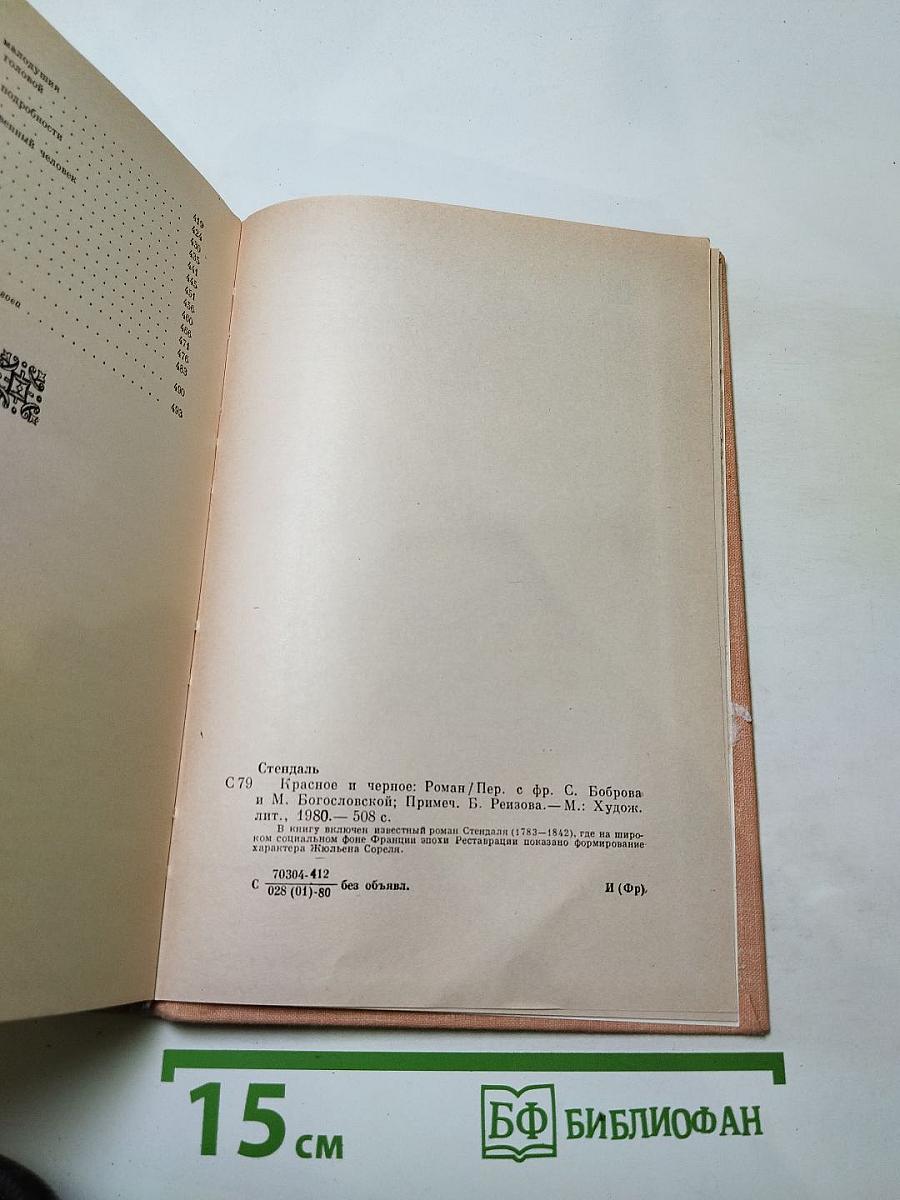 малодушия
головой
подробности
венный человек
419
424
430
435
441
445
451
456
460
466
471
476
483
своей
490
493
Стендаль
С 79 Красное и черное: Роман/Пер. с фр. С. Боброва
и М. Богословской; Примеч. Б. Реизова.— М.: Худож.
лит., 1980.— 508 с.
В книгу включен известный роман Стендаля (1783—1842), где на широ-
ком социальном фоне Франции эпохи Реставрации показано формирование
характера Жюльена Сореля.
70304-412
С 028 (01)-80 без объявл.
И (Фр).
15 см
БФ БИБЛИОФАН